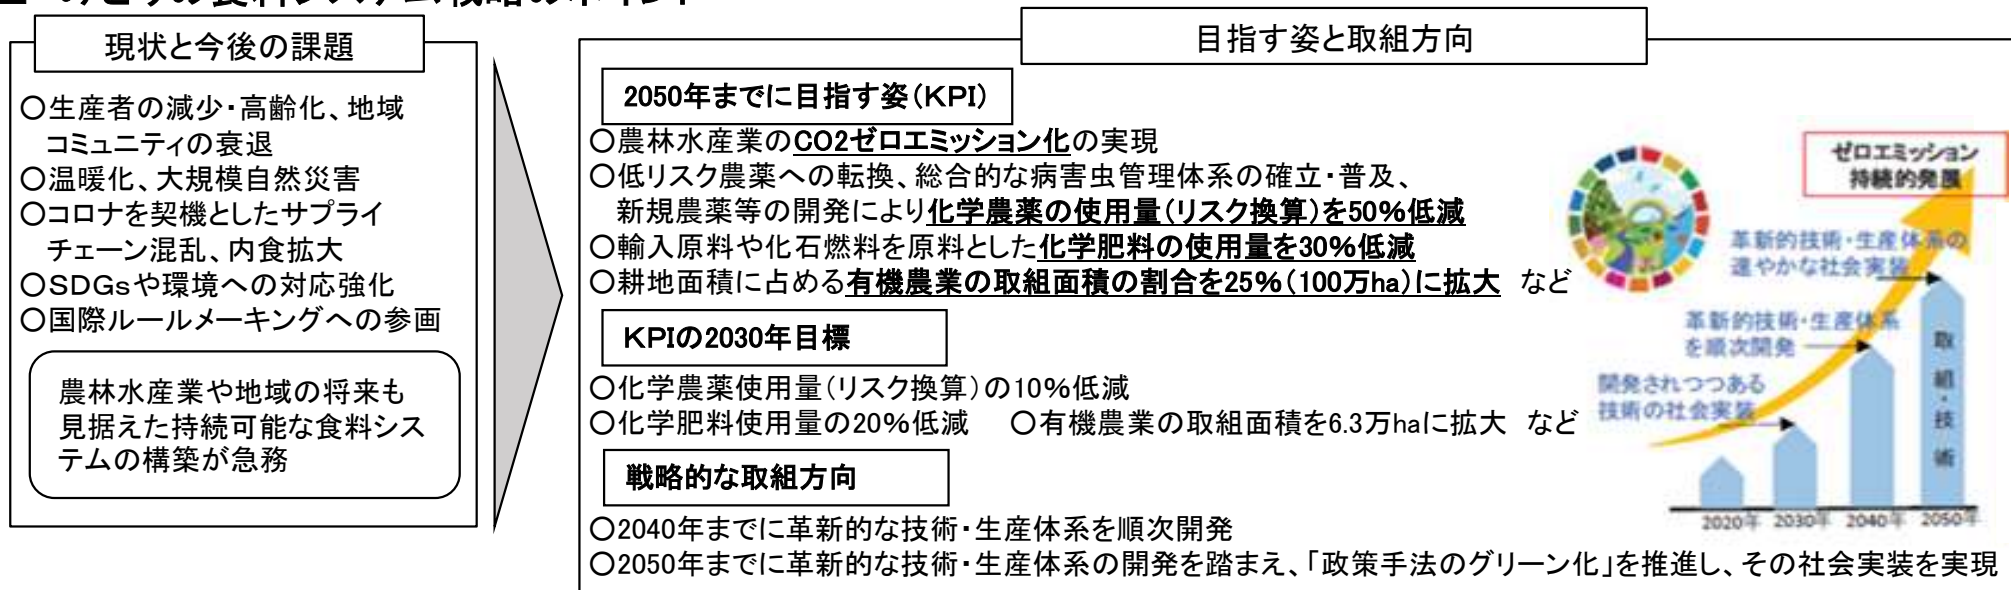 現状と今後の課題
○生産者の減少・高齢化、地域
コミュニティの衰退
○温暖化、大規模自然災害
○コロナを契機としたサプライ
チェーン混乱、内食拡大
○SDGsや環境への対応強化
○国際ルールメーキングへの参画
農林水産業や地域の将来も
見据えた持続可能な食料シス
テムの構築が急務
目指す姿と取組方向
2050年までに目指す姿(KPI)
○農林水産業のCO2ゼロエミッション化の実現
○低リスク農薬への転換、総合的な病害虫管理体系の確立・普及、
新規農薬等の開発により化学農薬の使用量(リスク換算)を50%低減
○輸入原料や化石燃料を原料とした化学肥料の使用量を30%低減
○耕地面積に占める有機農業の取組面積の割合を25%(100万ha)に拡大 など
KPIの2030年目標
○化学農薬使用量(リスク換算)の10%低減
○化学肥料使用量の20%低減 ○有機農業の取組面積を6.3万haに拡大 など
戦略的な取組方向
○2040年までに革新的な技術・生産体系を順次開発
○2050年までに革新的な技術・生産体系の開発を踏まえ、「政策手法のグリーン化」を推進し、その社会実装を実現
ゼロエミッション
持続的発展
革新的技術・生産体系の
速やかな社会実装
革新的技術・生産体系
を順次開発
開発されつつある
技術の社会実装
取組・技術
2020年 2030年 2040年 2050年